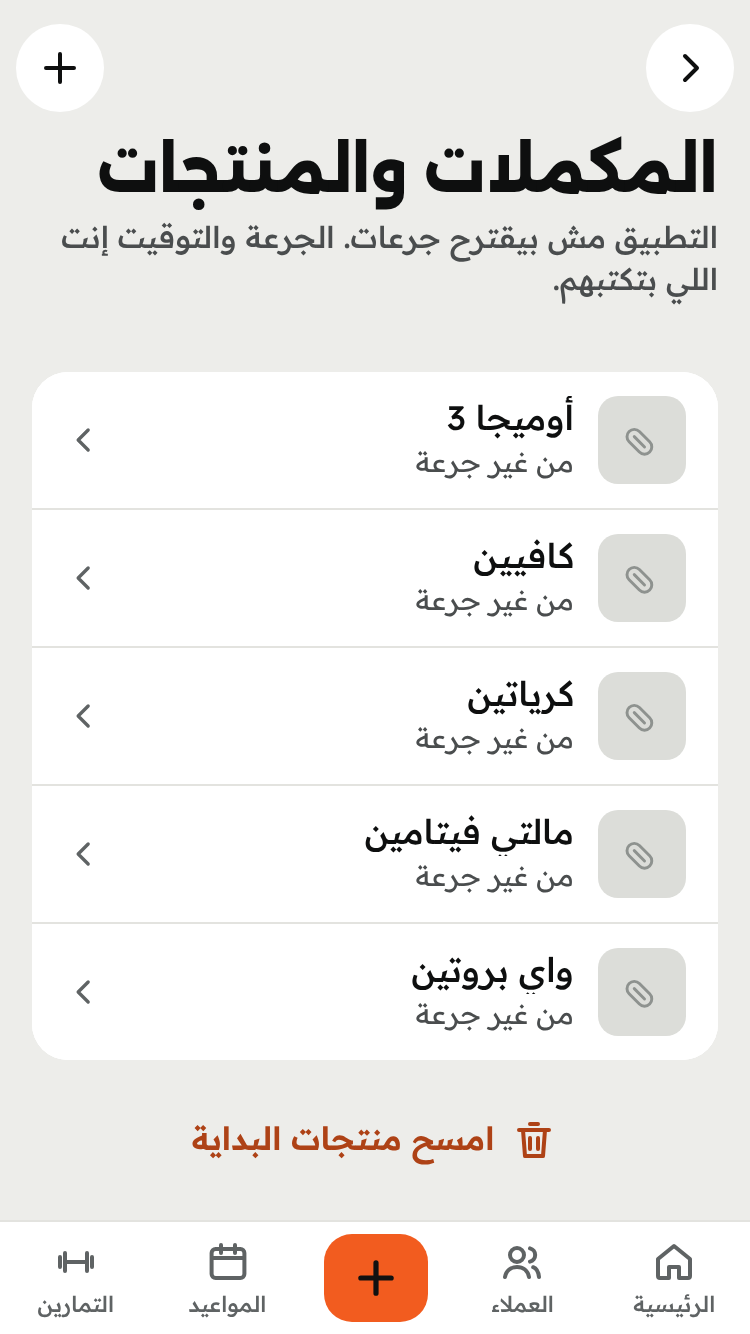 المكملات والمنتجات
التطبيق مش بيقترح جرعات. الجرعة والتوقيت إنت
اللي بتكتبهم.
أوميجا 3
من غير جرعة
كافيين
من غير جرعة
كرياتين
من غير جرعة
مالتي فيتامين
من غير جرعة
واي بروتين
من غير جرعة
امسح منتجات البداية
الرئيسية
العملاء
المواعيد
التمارين